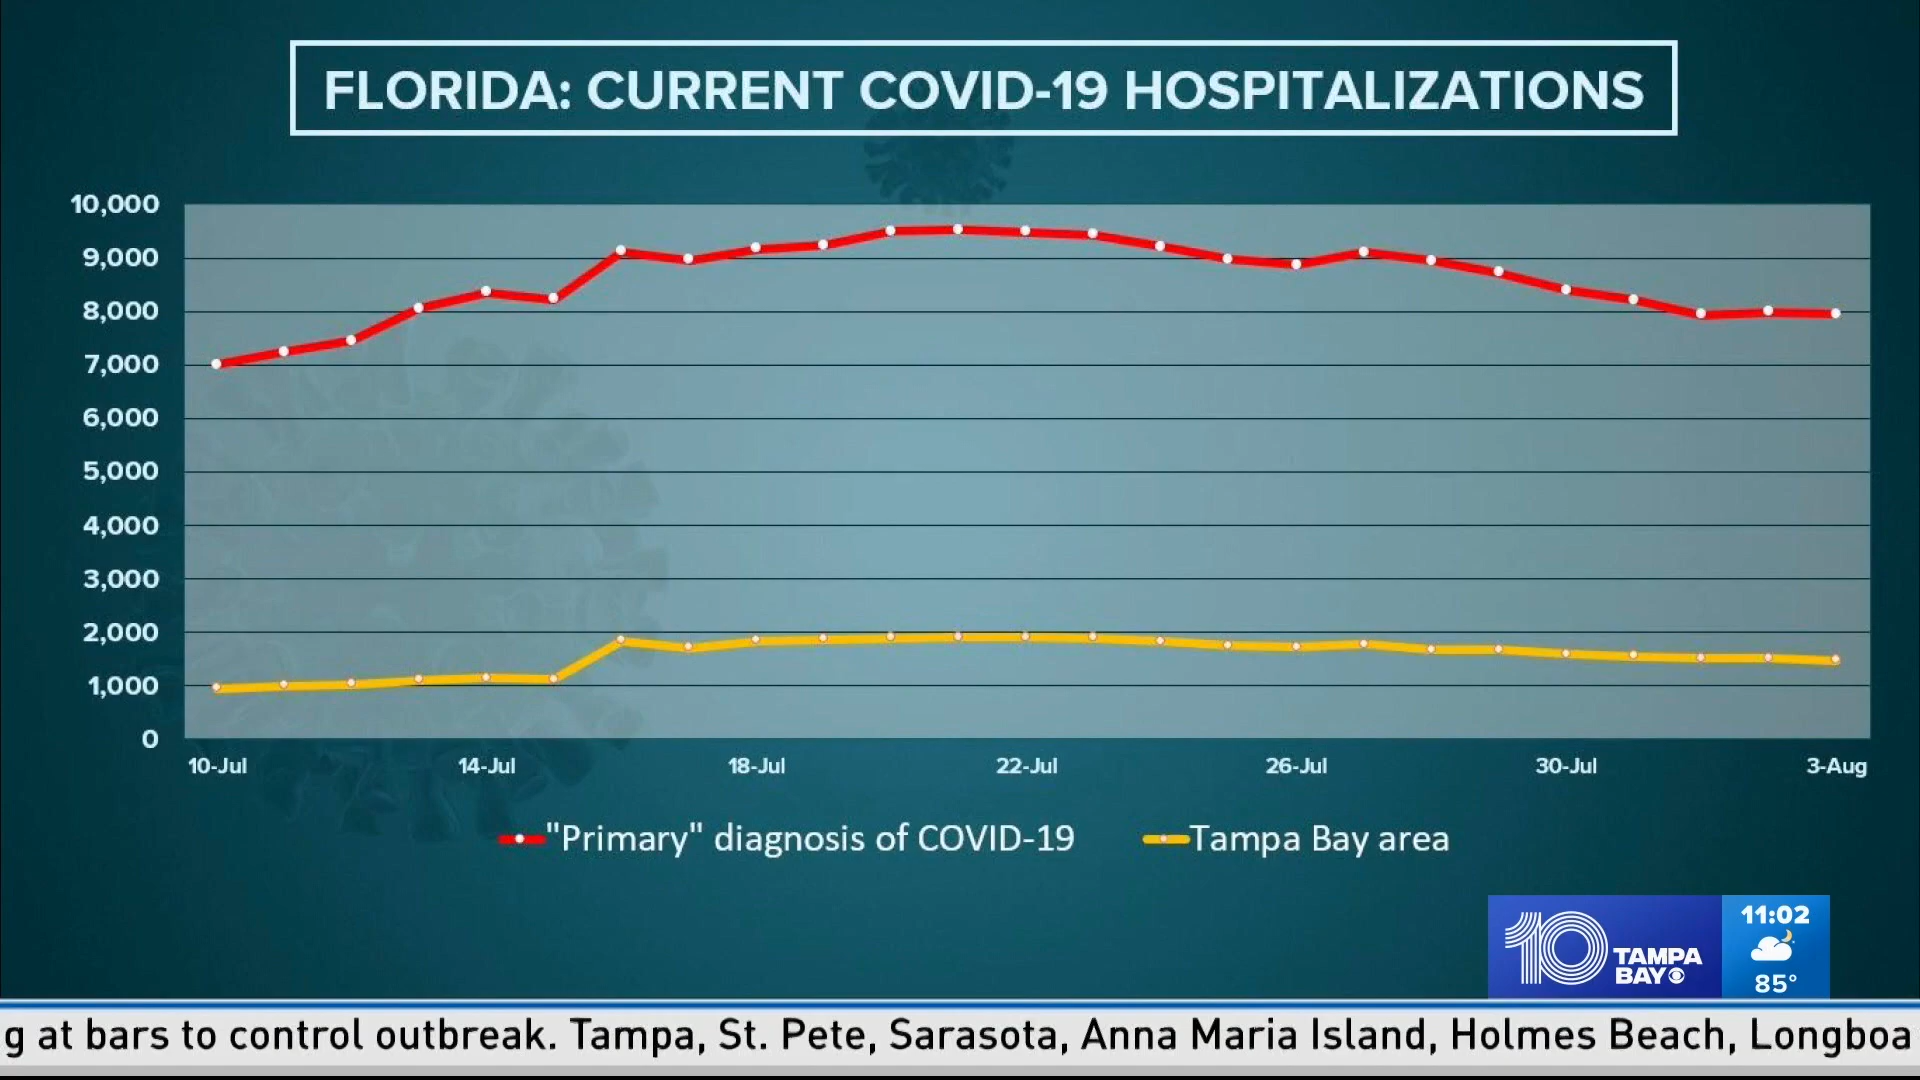 FLORIDA: CURRENT COVID-19 HOSPITALIZATIONS
10,000
9,000
8,000
7,000
6,000
5,000
4,000
3,000
2,000
1,000
0
10-Jul 14-Jul 18-Jul 22-Jul 26-Jul 30-Jul 3-Aug
"Primary" diagnosis of COVID-19 Tampa Bay area
10 TAMPA BAY
11:02
85°
g at bars to control outbreak. Tampa, St. Pete, Sarasota, Anna Maria Island, Holmes Beach, Longboa